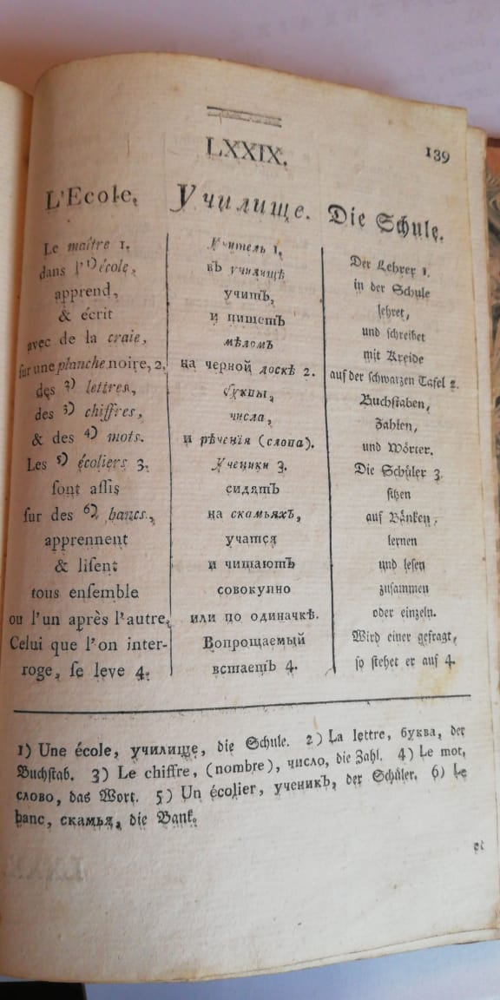 LXXIX.
139
L'Ecole.
Le maître 1.
dans l' 1) école,
apprend,
& écrit
avec de la craie,
ſur une planche noire, 2.
des 2) lettres,
des 3) chiffres,
& des 4) mots.
Les 5) écoliers 3.
ſont aſſis
ſur des 6) bancs,
apprennent
& liſent
tous enſemble
ou l'un après l'autre,
Celui que l'on inter-
roge, ſe leve 4.
Училище.
Учитель 1.
въ училищѣ
учитъ,
и пишетъ
мѣломъ
на черной доскѣ 2.
буквы,
числа,
и рѣченія (слова).
Ученики 3.
сидятъ
на скамьяхъ,
учатся
и читаютъ
совокупно
или по одиначкѣ.
Вопрощаемый
встаетъ 4.
Die Schule.
Der Lehrer 1.
in der Schule
lehret,
und ſchreibet
mit Kreide
auf der ſchwarzen Tafel 2.
Buchſtaben,
Zahlen,
und Wörter.
Die Schüler 3.
ſitzen
auf Bänken,
lernen
und leſen
zuſammen
oder einzeln.
Wird einer gefragt,
ſo ſtehet er auf 4.
1) Une école, училище, die Schule. 2) La lettre, буква, der
Buchſtab. 3) Le chiffre, (nombre), число, die Zahl. 4) Le mot,
слово, das Wort. 5) Un écolier, ученикъ, der Schüler. 6) Le
banc, скамья, die Bank.